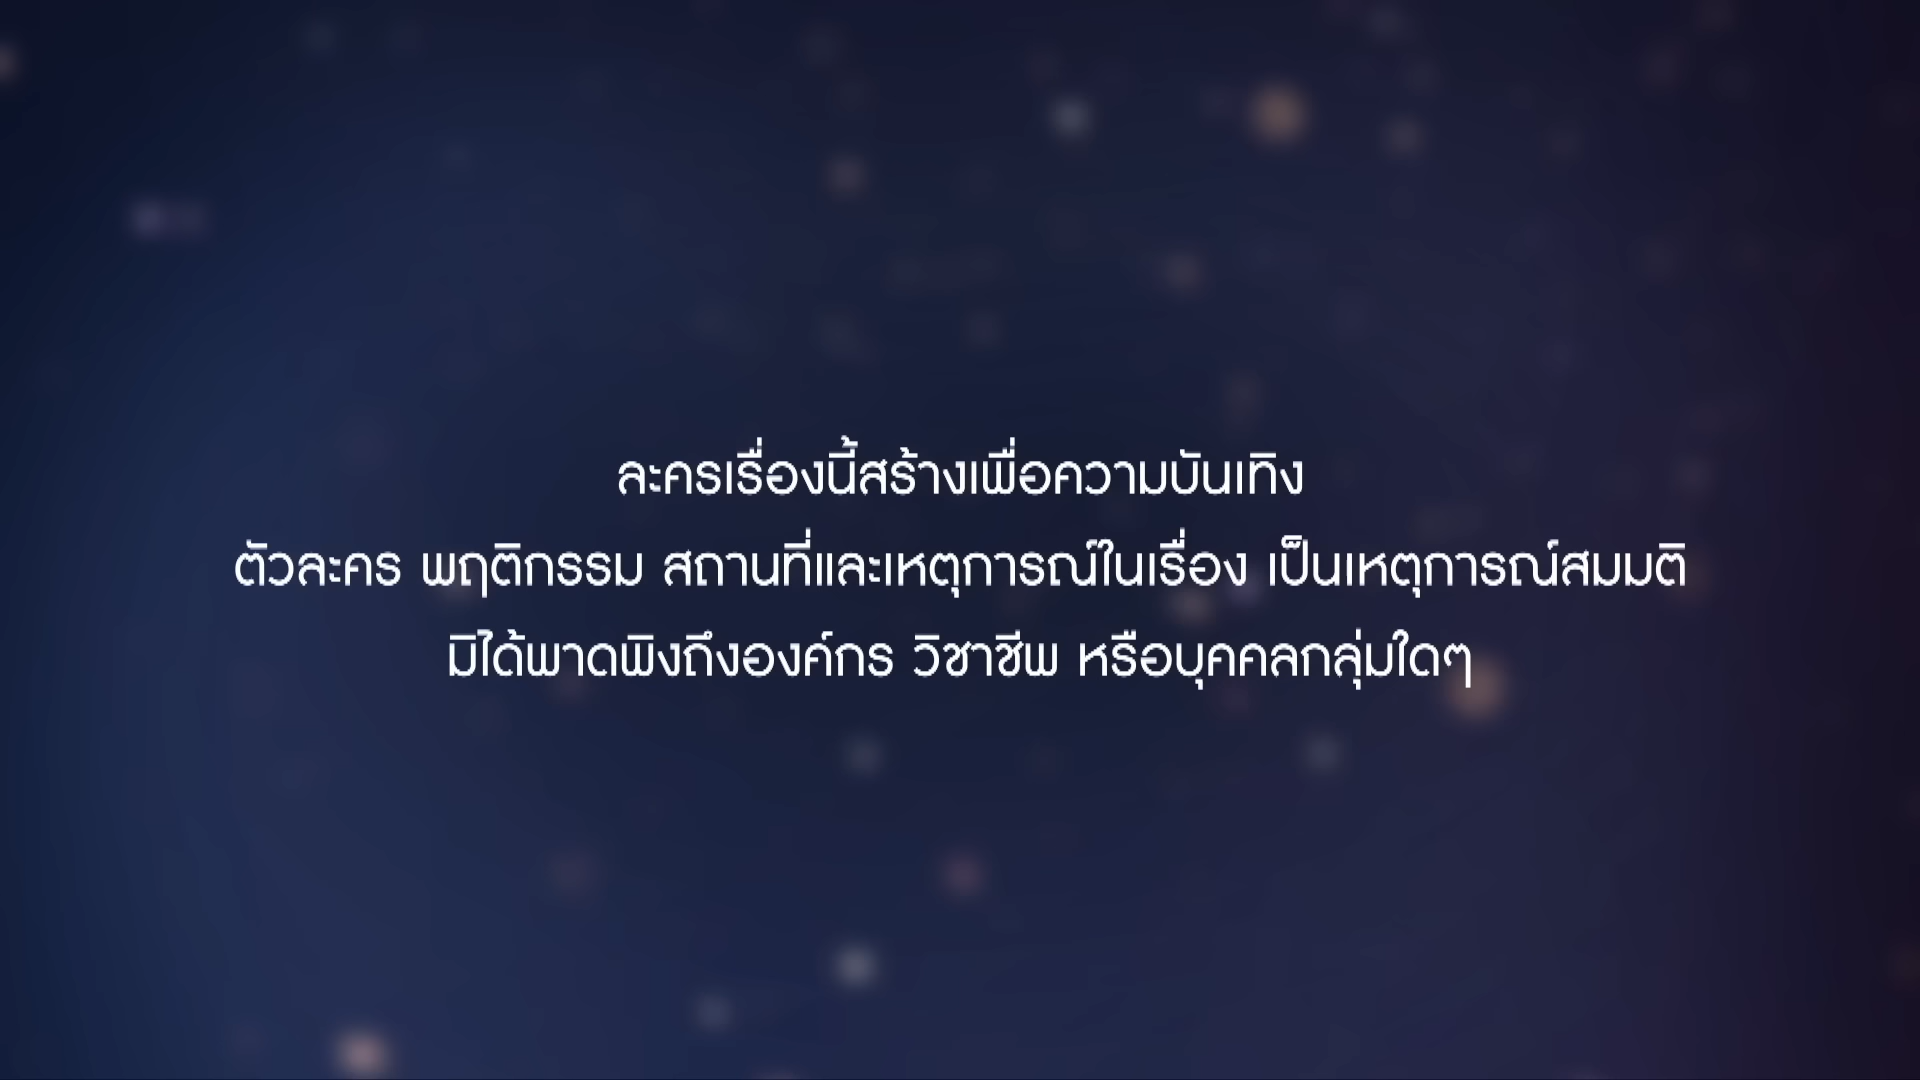 ละครเรื่องนี้สร้างเพื่อความบันเทิง
ตัวละคร พฤติกรรม สถานที่และเหตุการณ์ในเรื่อง เป็นเหตุการณ์สมมติ
มิได้พาดพิงถึงองค์กร วิชาชีพ หรือบุคคลกลุ่มใดๆ